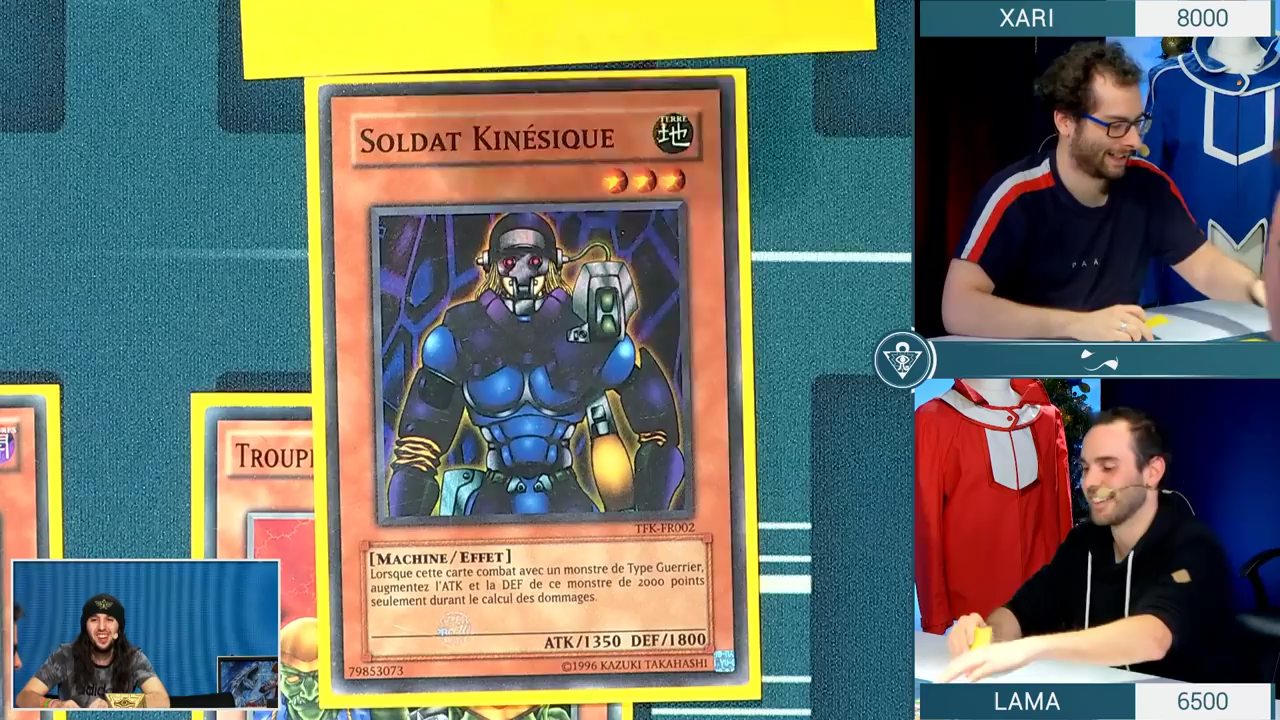 XARI 8000
SOLDAT KINÉSIQUE
TERRE
地
TROUP
TFK-FR002
[MACHINE/EFFET]
Lorsque cette carte combat avec un monstre de Type Guerrier,
augmentez l'ATK et la DEF de ce monstre de 2000 points
seulement durant le calcul des dommages.
ATK/1350 DEF/1800
79853073
©1996 KAZUKI TAKAHASHI
LAMA 6500